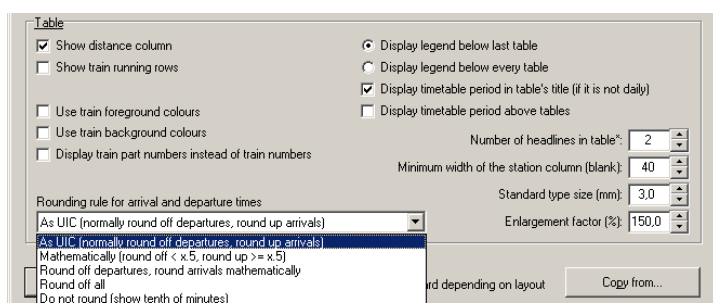 Table
Show distance column
Show train running rows
Use train foreground colours
Use train background colours
Display train part numbers instead of train numbers
Display legend below last table
Display legend below every table
Display timetable period in table's title (if it is not daily)
Display timetable period above tables
Number of headlines in table*: 2
Minimum width of the station column (blank): 40
Standard type size (mm): 3,0
Enlargement factor (%): 150,0
Rounding rule for arrival and departure times
As UIC (normally round off departures, round up arrivals)
As UIC (normally round off departures, round up arrivals)
Mathematically (round off < x.5, round up >= x.5)
Round off departures, round arrivals mathematically
Round off all
Do not round (show tenth of minutes)
depending on layout
Copy from...